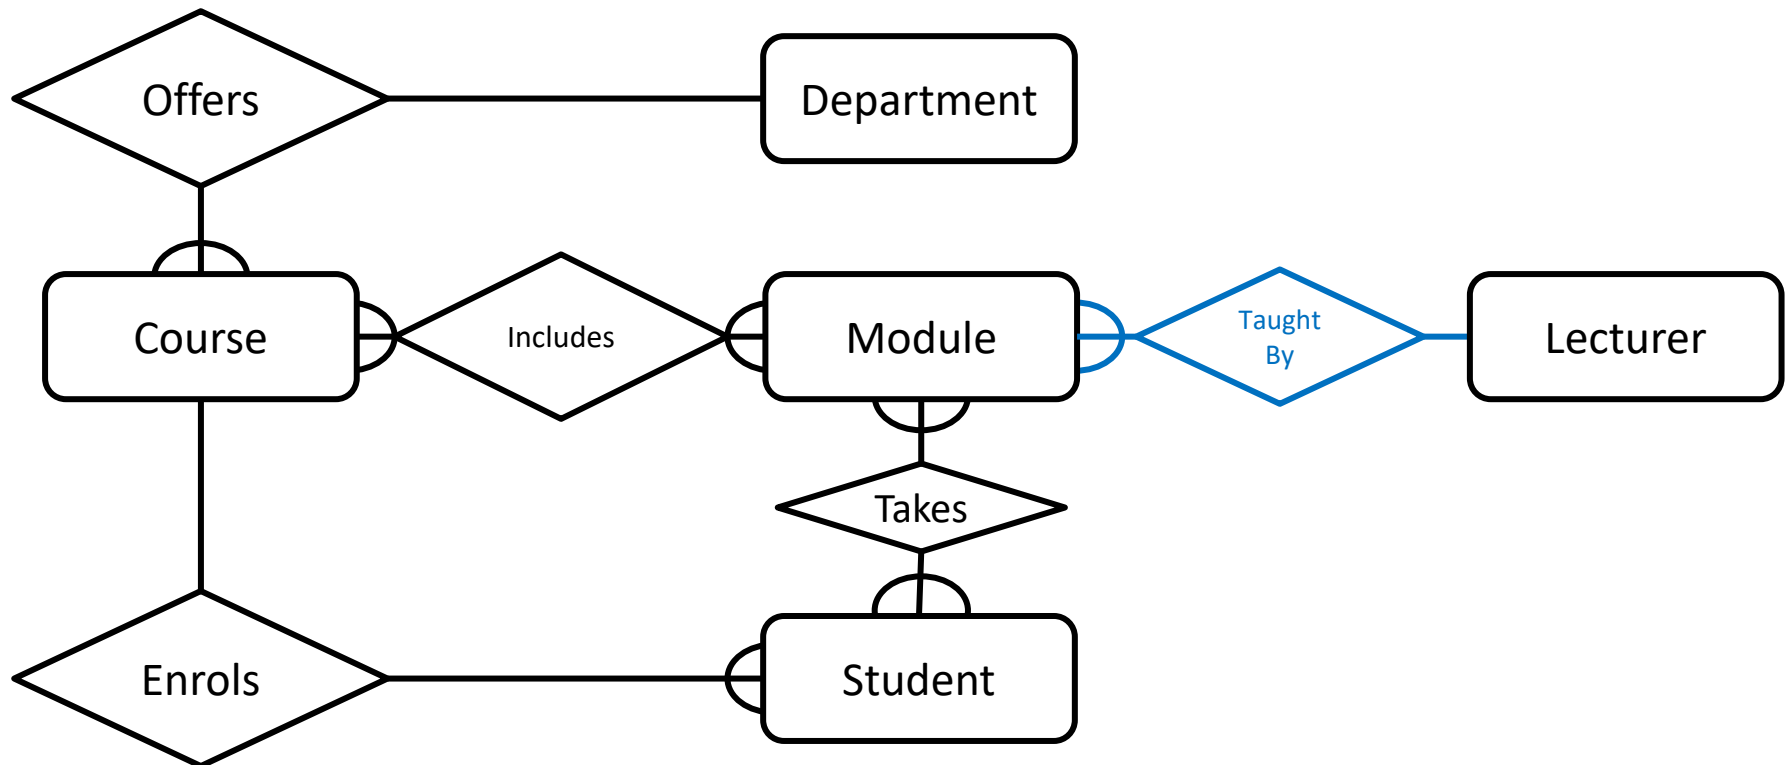 Offers
Department
Course
Includes
Module
Taught
By
Lecturer
Takes
Enrols
Student